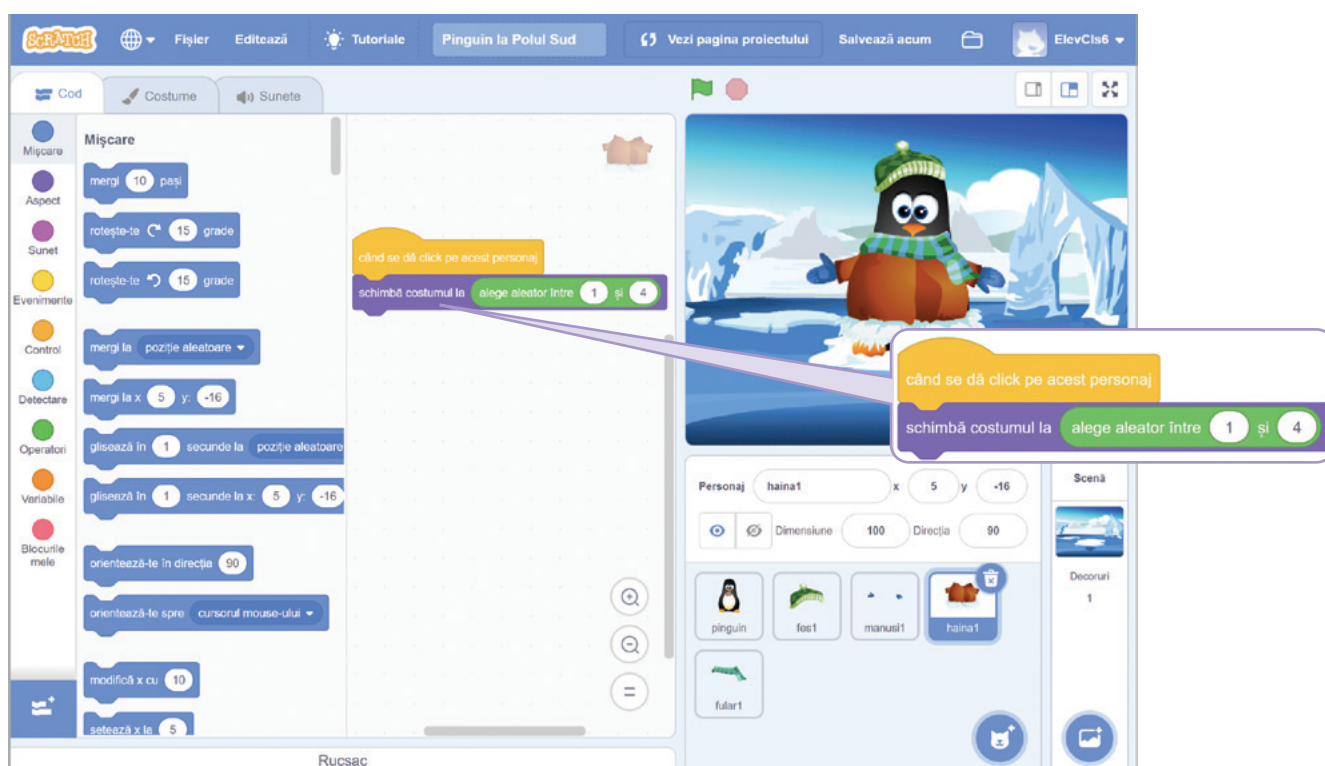 SCRATCH Fișier Editează Tutoriale Pinguin la Polul Sud Vezi pagina proiectului Salvează acum ElevCls6
Cod Costume Sunete
Mișcare
Aspect
Sunet
Evenimente
Control
Detectare
Operatori
Variabile
Blocurile
mele
Mișcare
mergi 10 pași
rotește-te 15 grade
rotește-te 15 grade
mergi la poziție aleatoare
mergi la x 5 y: -16
glisează în 1 secunde la poziție aleatoare
glisează în 1 secunde la x: 5 y: -16
orientează-te în direcția 90
orientează-te spre cursorul mouse-ului
modifică x cu 10
setează x la 5
când se dă click pe acest personaj
schimbă costumul la alege aleator între 1 și 4
când se dă click pe acest personaj
schimbă costumul la alege aleator între 1 și 4
Personaj haina1 x 5 y -16
Dimensiune 100 Direcția 90
pinguin fes1 manusi1 haina1
fular1
Scenă
Decoruri
1
Rucsac